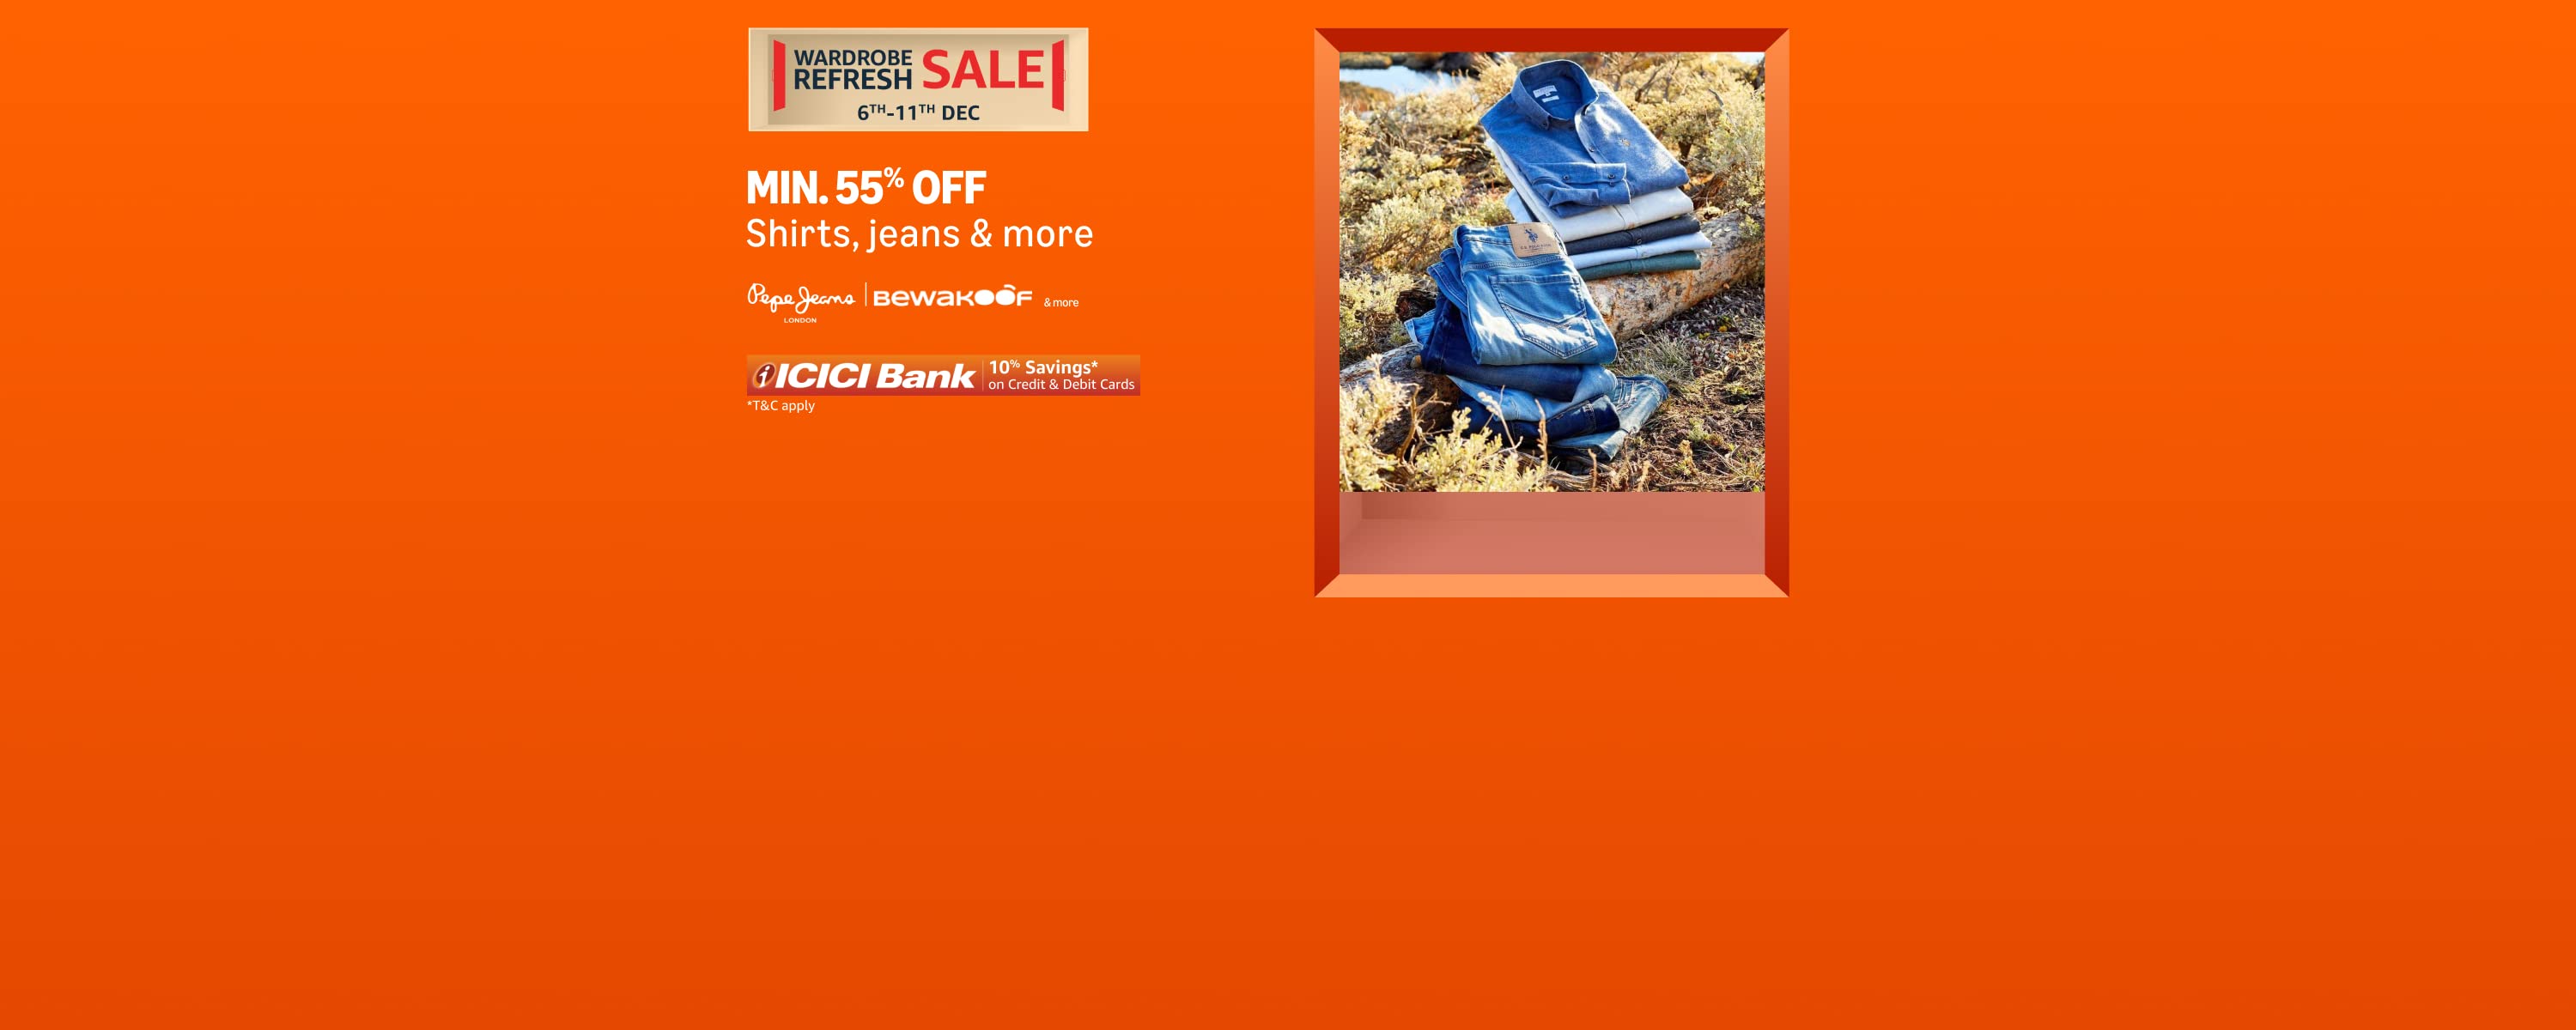 WARDROBE
REFRESH SALE
6TH-11TH DEC
MIN. 55% OFF
Shirts, jeans & more
Pepe Jeans | BEWAKOOF & more
LONDON
ICICI Bank | 10% Savings*
on Credit & Debit Cards
*T&C apply